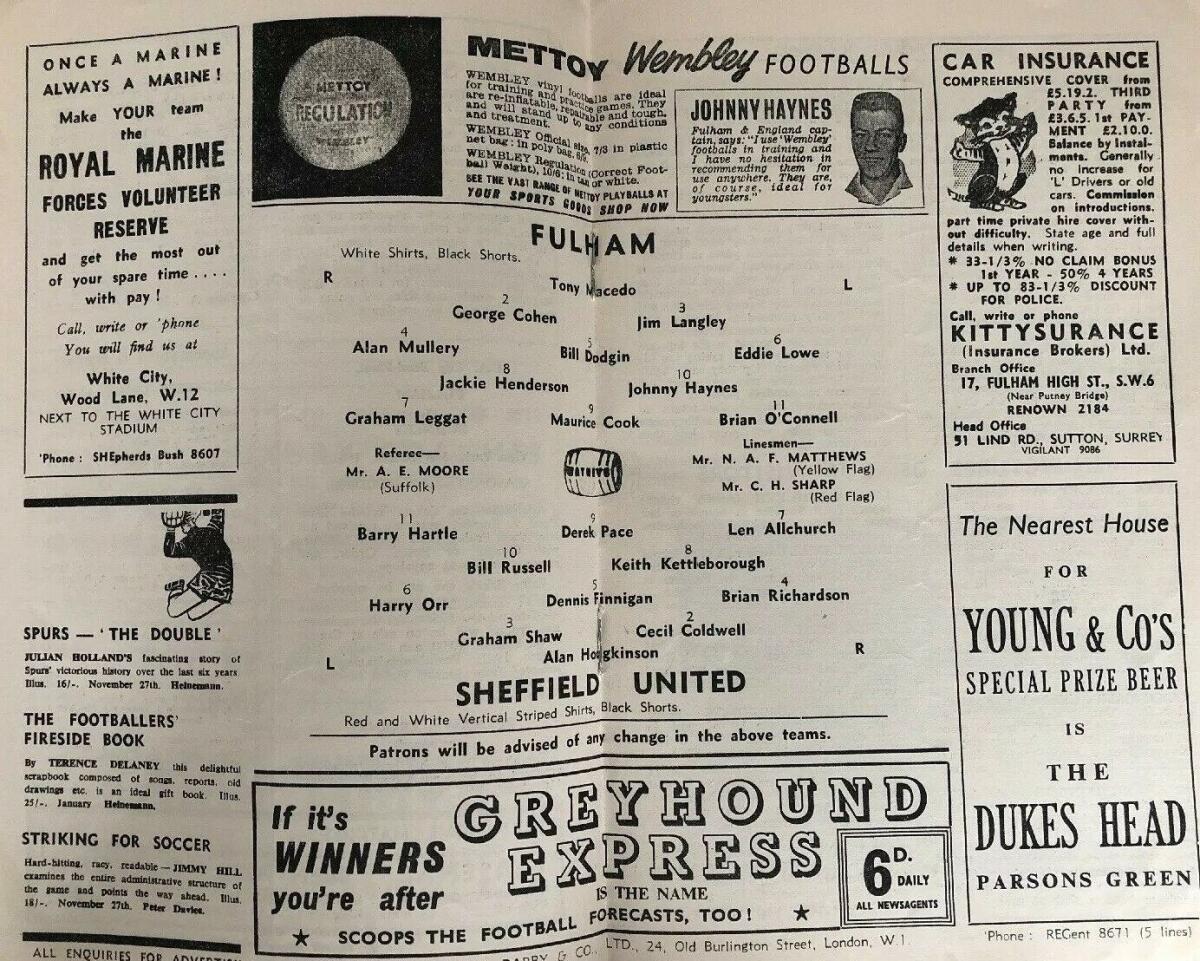 ONCE A MARINE
ALWAYS A MARINE!
Make YOUR team
the
ROYAL MARINE
FORCES VOLUNTEER
RESERVE
and get the most out
of your spare time ....
with pay!
Call, write or 'phone
You will find us at
White City,
Wood Lane, W.12
NEXT TO THE WHITE CITY
STADIUM
'Phone: SHEpherds Bush 8607
SPURS — 'THE DOUBLE'
JULIAN HOLLAND'S fascinating story of
Spurs' victorious history over the last six years
Illus. 16/-. November 27th. Heinemann.
THE FOOTBALLERS'
FIRESIDE BOOK
By TERENCE DELANEY this delightful
scrapbook composed of songs, reports, old
drawings etc. is an ideal gift book. Illus.
25/-. January Heinemann.
STRIKING FOR SOCCER
Hard-hitting, racy, readable — JIMMY HILL
examines the entire administrative structure of
the game and points the way ahead. Illus.
18/-. November 27th. Peter Davies.
METTOY
REGULATION
WEMBLEY
METTOY Wembley FOOTBALLS
WEMBLEY vinyl footballs are ideal
for training and practice games. They
are re-inflatable, repairable and tough,
and will stand up to any conditions
and treatment.
WEMBLEY Official size, 7/3 in plastic
net bag: in poly bag,
WEMBLEY Regulation (Correct Foot-
ball Weight), 10/6: in tan or white.
SEE THE VAST RANGE OF METTOY PLAYBALLS AT
YOUR SPORTS GOODS SHOP NOW
JOHNNY HAYNES
Fulham & England cap-
tain, says: "I use 'Wembley'
footballs in training and
I have no hesitation in
recommending them for
use anywhere. They are,
of course, ideal for
youngsters."
FULHAM
White Shirts, Black Shorts.
R
L
Tony Macedo
2
George Cohen
3
Jim Langley
4
Alan Mullery
5
Bill Dodgin
6
Eddie Lowe
8
Jackie Henderson
10
Johnny Haynes
7
Graham Leggat
9
Maurice Cook
11
Brian O'Connell
Referee—
Mr. A. E. MOORE
(Suffolk)
WATNEYS
Linesmen—
Mr. N. A. F. MATTHEWS
(Yellow Flag)
Mr. C. H. SHARP
(Red Flag)
11
Barry Hartle
9
Derek Pace
7
Len Allchurch
10
Bill Russell
8
Keith Kettleborough
6
Harry Orr
5
Dennis Finnigan
4
Brian Richardson
3
Graham Shaw
2
Cecil Coldwell
L
Alan Hodgkinson
R
SHEFFIELD UNITED
Red and White Vertical Striped Shirts, Black Shorts.
Patrons will be advised of any change in the above teams.
If it's
WINNERS
you're after
GREYHOUND
EXPRESS
IS THE NAME
★ SCOOPS THE FOOTBALL FORECASTS, TOO! ★
6D.
DAILY
ALL NEWSAGENTS
CAR INSURANCE
COMPREHENSIVE COVER from
£5.19.2. THIRD
PARTY from
£3.6.5. 1st PAY-
MENT £2.10.0.
Balance by Instal-
ments. Generally
no increase for
'L' Drivers or old
cars. Commission
on introductions.
part time private hire cover with-
out difficulty. State age and full
details when writing.
* 33-1/3% NO CLAIM BONUS
1st YEAR - 50% 4 YEARS
* UP TO 83-1/3% DISCOUNT
FOR POLICE.
Call, write or phone
KITTYSURANCE
(Insurance Brokers) Ltd.
Branch Office
17, FULHAM HIGH ST., S.W.6
(Near Putney Bridge)
RENOWN 2184
Head Office
51 LIND RD., SUTTON, SURREY
VIGILANT 9086
The Nearest House
FOR
YOUNG & Co's
SPECIAL PRIZE BEER
IS
THE
DUKES HEAD
PARSONS GREEN
ALL ENQUIRIES FOR
& CO., LTD., 24, Old Burlington Street, London, W.1.
'Phone: REGent 8671 (5 lines)